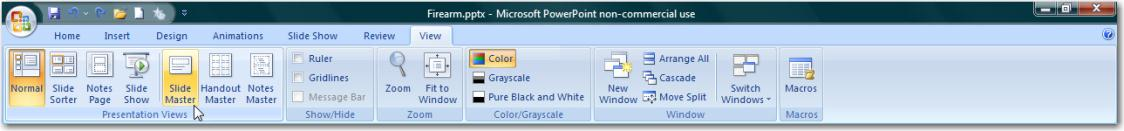 Firearm.pptx - Microsoft PowerPoint non-commercial use
Home Insert Design Animations Slide Show Review View
Normal Slide Sorter Notes Page Slide Show Slide Master Handout Master Notes Master
Presentation Views
Ruler
Gridlines
Message Bar
Show/Hide
Zoom Fit to Window
Zoom
Color
Grayscale
Pure Black and White
Color/Grayscale
New Window
Arrange All
Cascade
Move Split
Switch Windows
Window
Macros
Macros